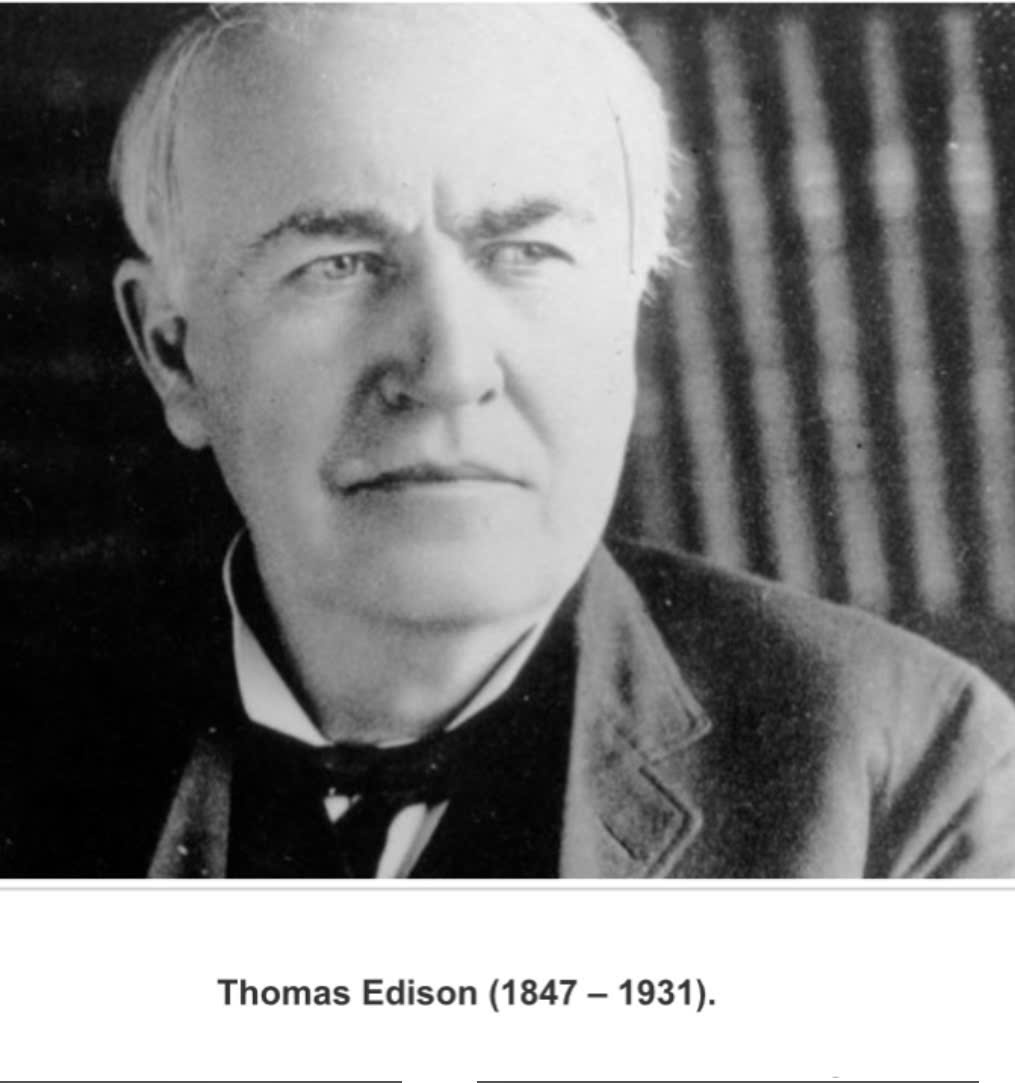 Thomas Edison (1847 – 1931).